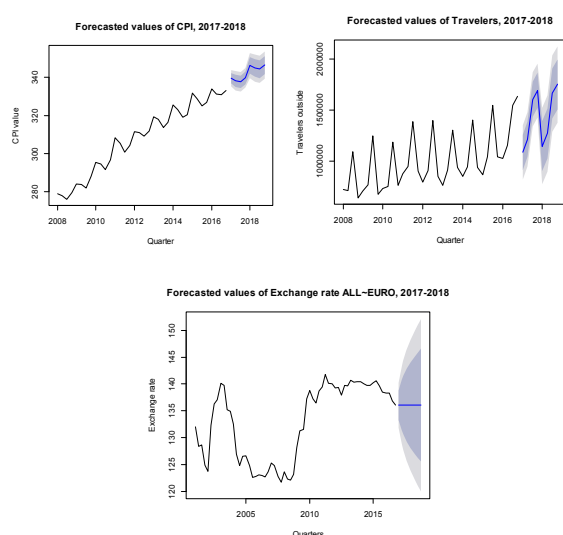 Forecasted values of CPI, 2017-2018
CPI value
340
320
300
280
2008 2010 2012 2014 2016 2018
Quarter
Forecasted values of Travelers, 2017-2018
Travelers outside
2000000
1500000
1000000
2008 2010 2012 2014 2016 2018
Quarter
Forecasted values of Exchange rate ALL~EURO, 2017-2018
Exchange rate
150
145
140
135
130
125
120
2005 2010 2015
Quarters